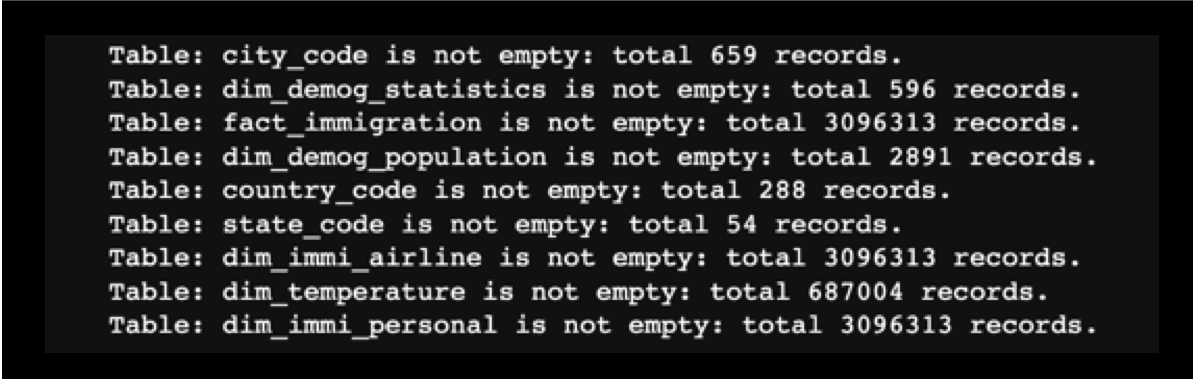 Table: city_code is not empty: total 659 records.
Table: dim_demog_statistics is not empty: total 596 records.
Table: fact_immigration is not empty: total 3096313 records.
Table: dim_demog_population is not empty: total 2891 records.
Table: country_code is not empty: total 288 records.
Table: state_code is not empty: total 54 records.
Table: dim_immi_airline is not empty: total 3096313 records.
Table: dim_temperature is not empty: total 687004 records.
Table: dim_immi_personal is not empty: total 3096313 records.